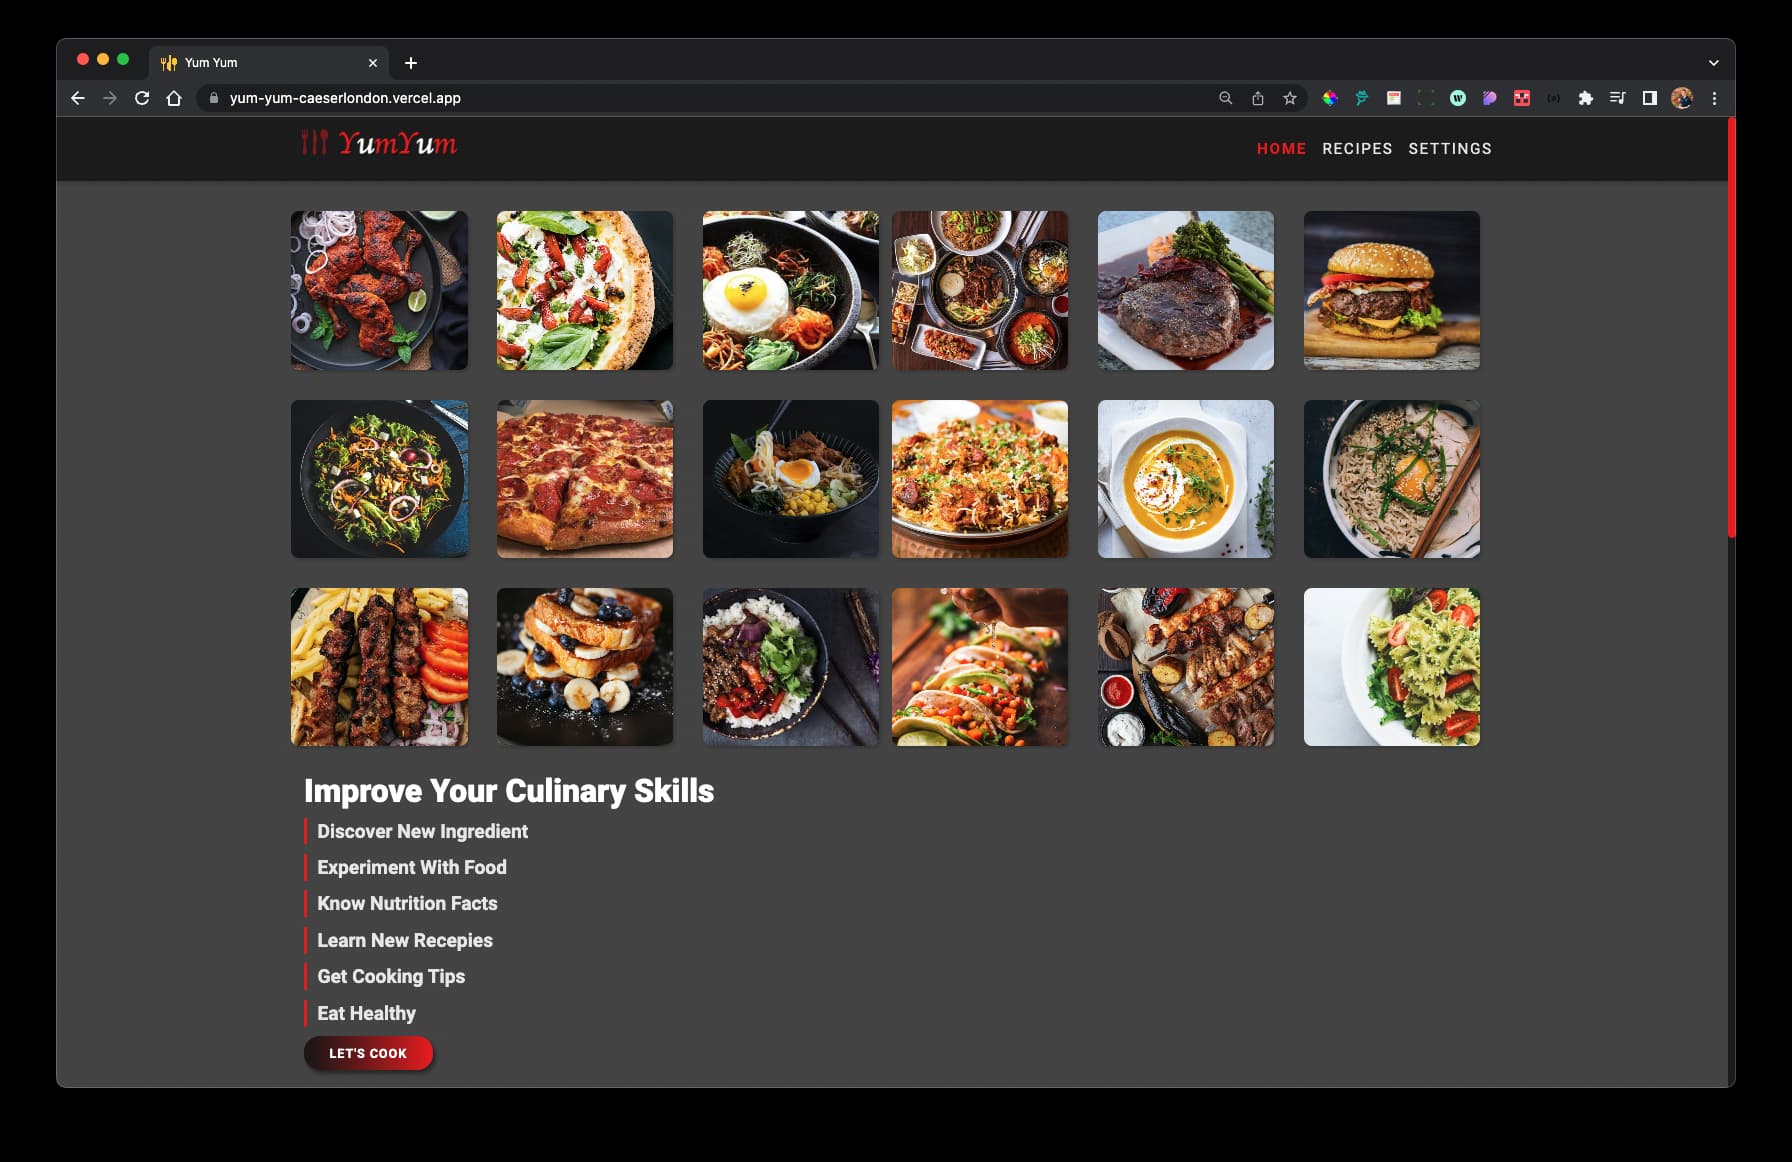 Yum Yum
yum-yum-caeserlondon.vercel.app
YumYum
HOME RECIPES SETTINGS
Improve Your Culinary Skills
Discover New Ingredient
Experiment With Food
Know Nutrition Facts
Learn New Recepies
Get Cooking Tips
Eat Healthy
LET'S COOK